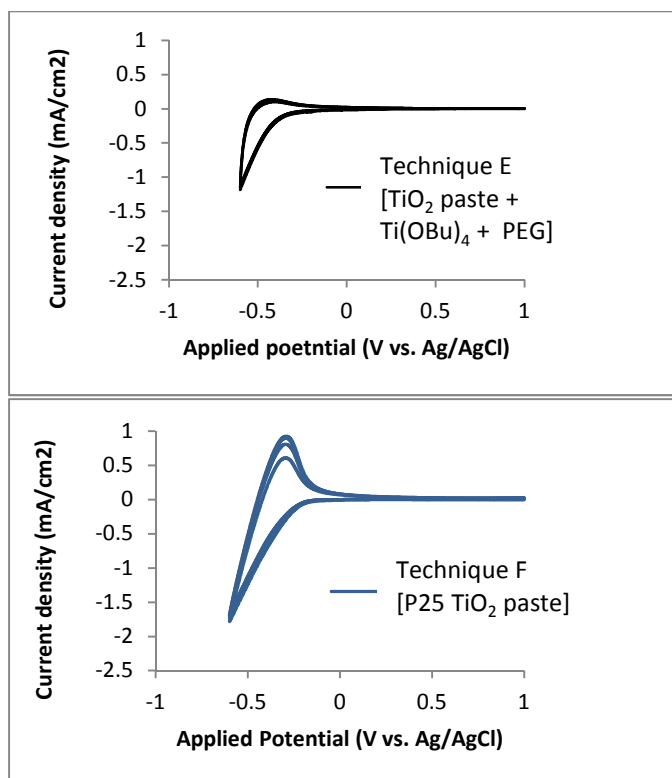 Current density (mA/cm2)
1
0.5
0
-0.5
-1
-1.5
-2
-2.5
-1
-0.5
0
0.5
1
Applied poetntial (V vs. Ag/AgCl)
Technique E
[TiO₂ paste +
Ti(OBu)₄ + PEG]
Current density (mA/cm2)
1
0.5
0
-0.5
-1
-1.5
-2
-2.5
-1
-0.5
0
0.5
1
Applied Potential (V vs. Ag/AgCl)
Technique F
[P25 TiO₂ paste]